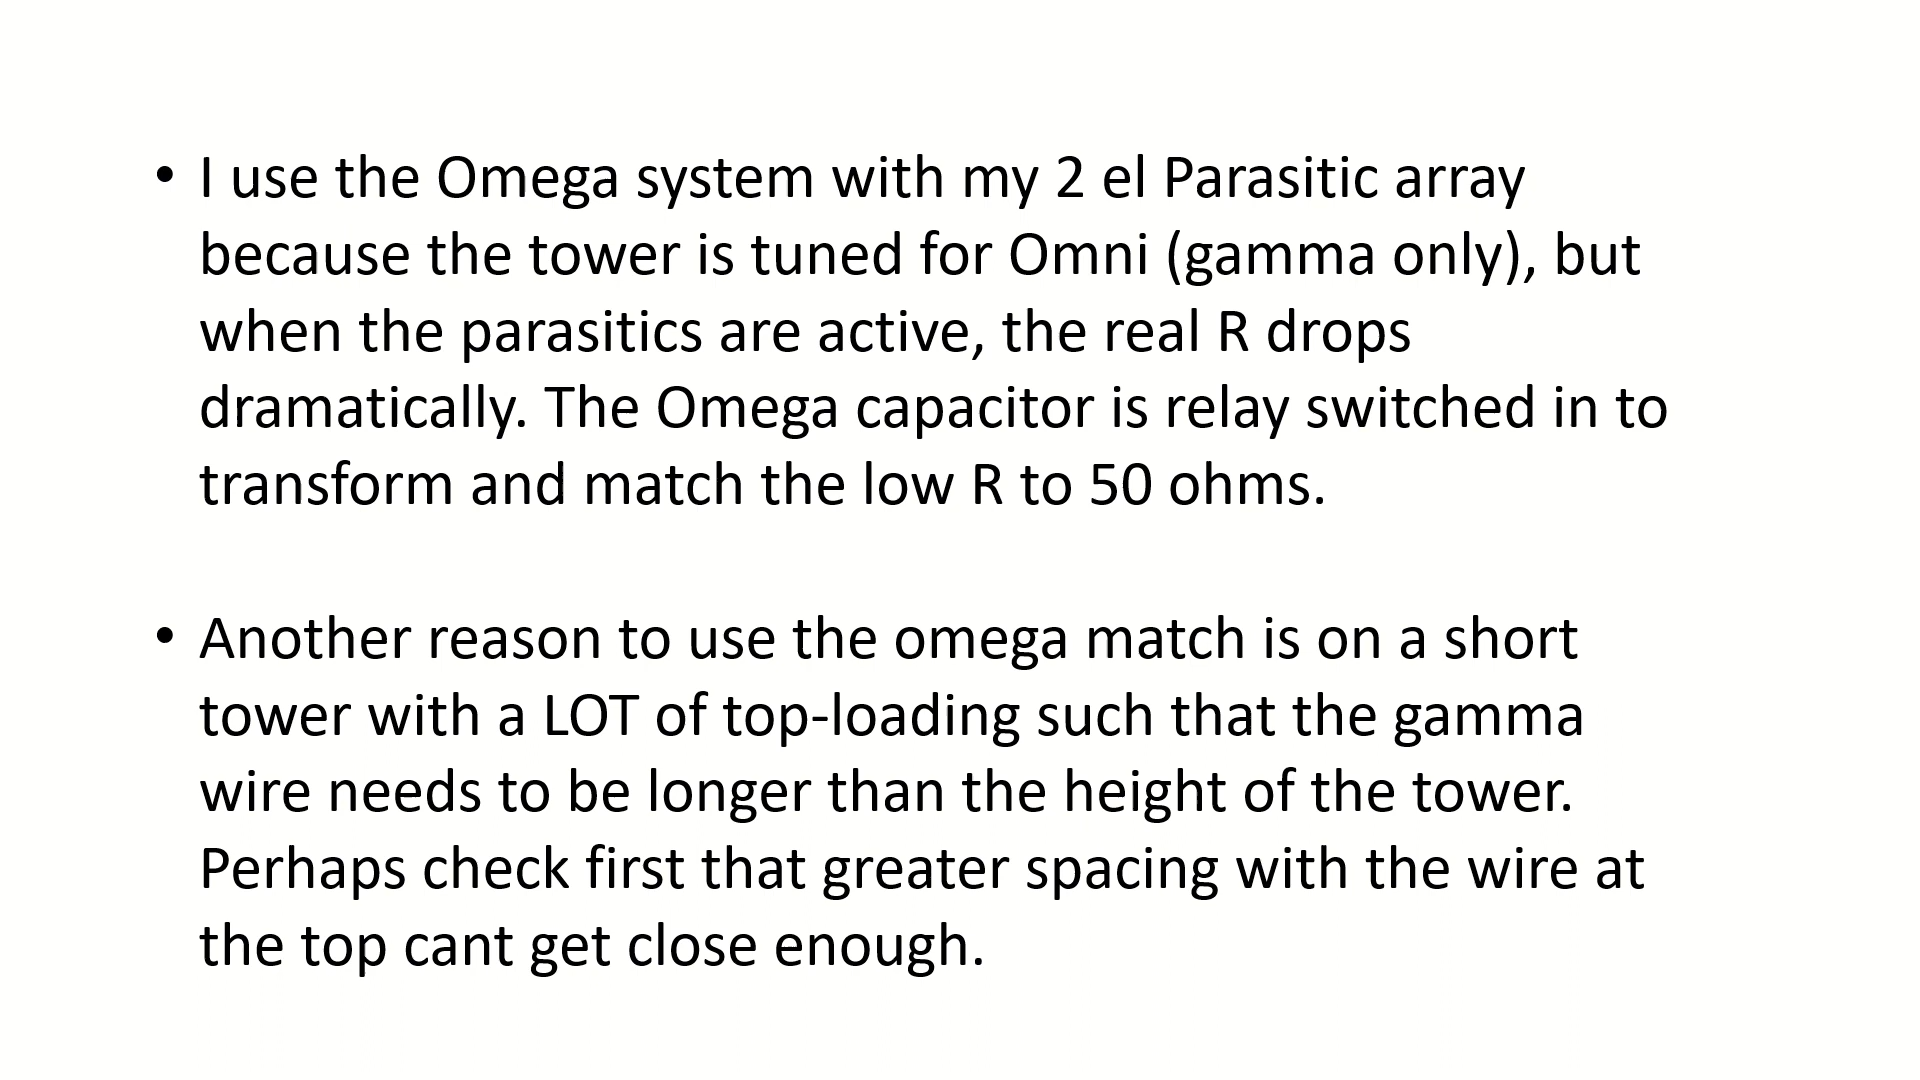 • I use the Omega system with my 2 el Parasitic array
because the tower is tuned for Omni (gamma only), but
when the parasitics are active, the real R drops
dramatically. The Omega capacitor is relay switched in to
transform and match the low R to 50 ohms.
• Another reason to use the omega match is on a short
tower with a LOT of top-loading such that the gamma
wire needs to be longer than the height of the tower.
Perhaps check first that greater spacing with the wire at
the top cant get close enough.